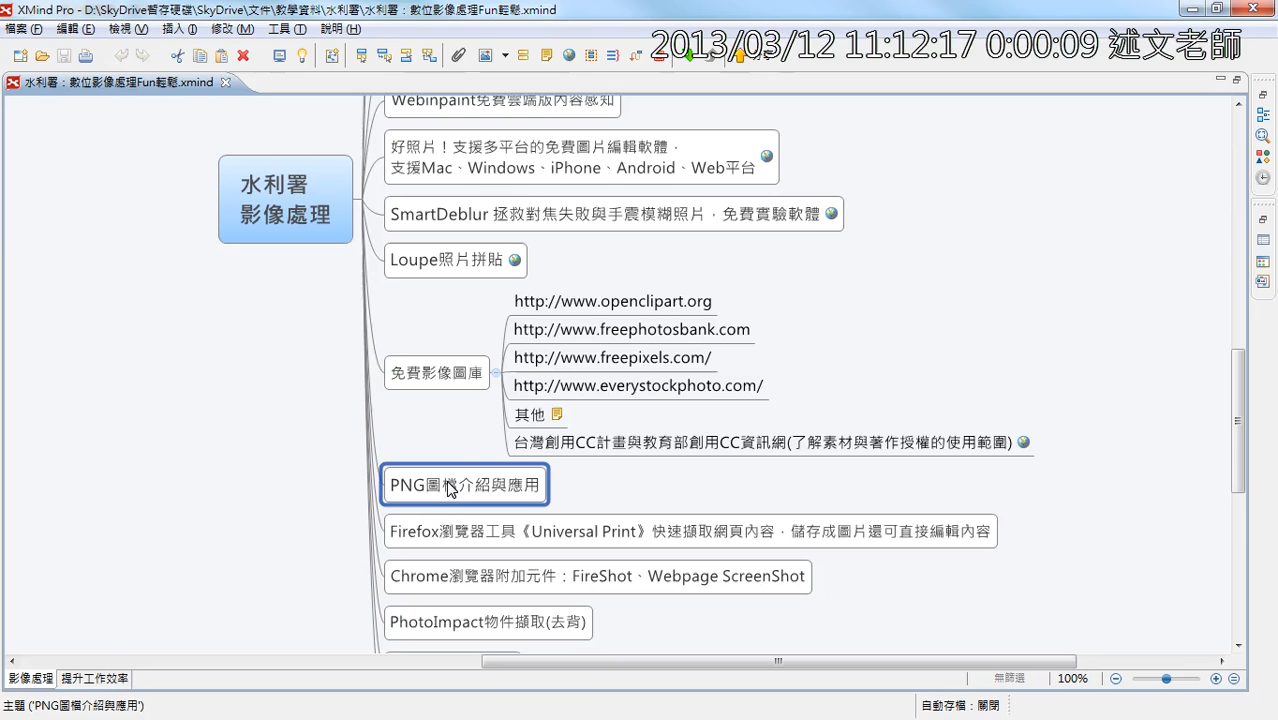 XMind Pro - D:\SkyDrive暫存硬碟\SkyDrive\文件\教學資料\水利署\水利署：數位影像處理Fun輕鬆.xmind
檔案(F) 編輯(E) 檢視(V) 插入(I) 修改(M) 工具(T) 說明(H)
2013/03/12 11:12:17 0:00:09 述文老師
水利署：數位影像處理Fun輕鬆.xmind
Webinpaint免費雲端版內容感知
好照片！支援多平台的免費圖片編輯軟體，
支援Mac、Windows、iPhone、Android、Web平台
水利署
影像處理
SmartDeblur 拯救對焦失敗與手震模糊照片，免費實驗軟體
Loupe照片拼貼
http://www.openclipart.org
http://www.freephotosbank.com
http://www.freepixels.com/
免費影像圖庫
http://www.everystockphoto.com/
其他
台灣創用CC計畫與教育部創用CC資訊網(了解素材與著作授權的使用範圍)
PNG圖檔介紹與應用
Firefox瀏覽器工具《Universal Print》快速擷取網頁內容，儲存成圖片還可直接編輯內容
Chrome瀏覽器附加元件：FireShot、Webpage ScreenShot
PhotoImpact物件擷取(去背)
影像處理 提升工作效率
無篩選 100%
主題 ('PNG圖檔介紹與應用')
自動存檔：關閉